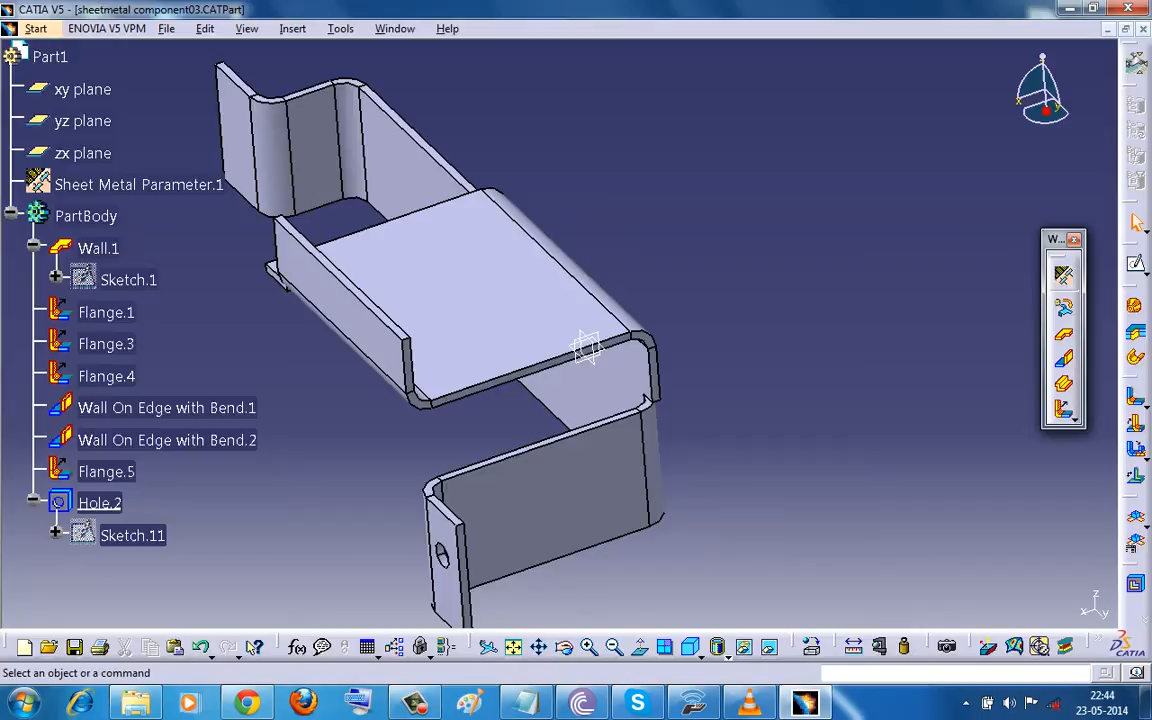 CATIA V5 - [sheetmetal component03.CATPart]
Start ENOVIA V5 VPM File Edit View Insert Tools Window Help
Part1
xy plane
yz plane
zx plane
Sheet Metal Parameter.1
PartBody
Wall.1
Sketch.1
Flange.1
Flange.3
Flange.4
Wall On Edge with Bend.1
Wall On Edge with Bend.2
Flange.5
Hole.2
Sketch.11
W...
x y
z
x y
f(x)
CATIA
Select an object or a command
22:44
23-05-2014